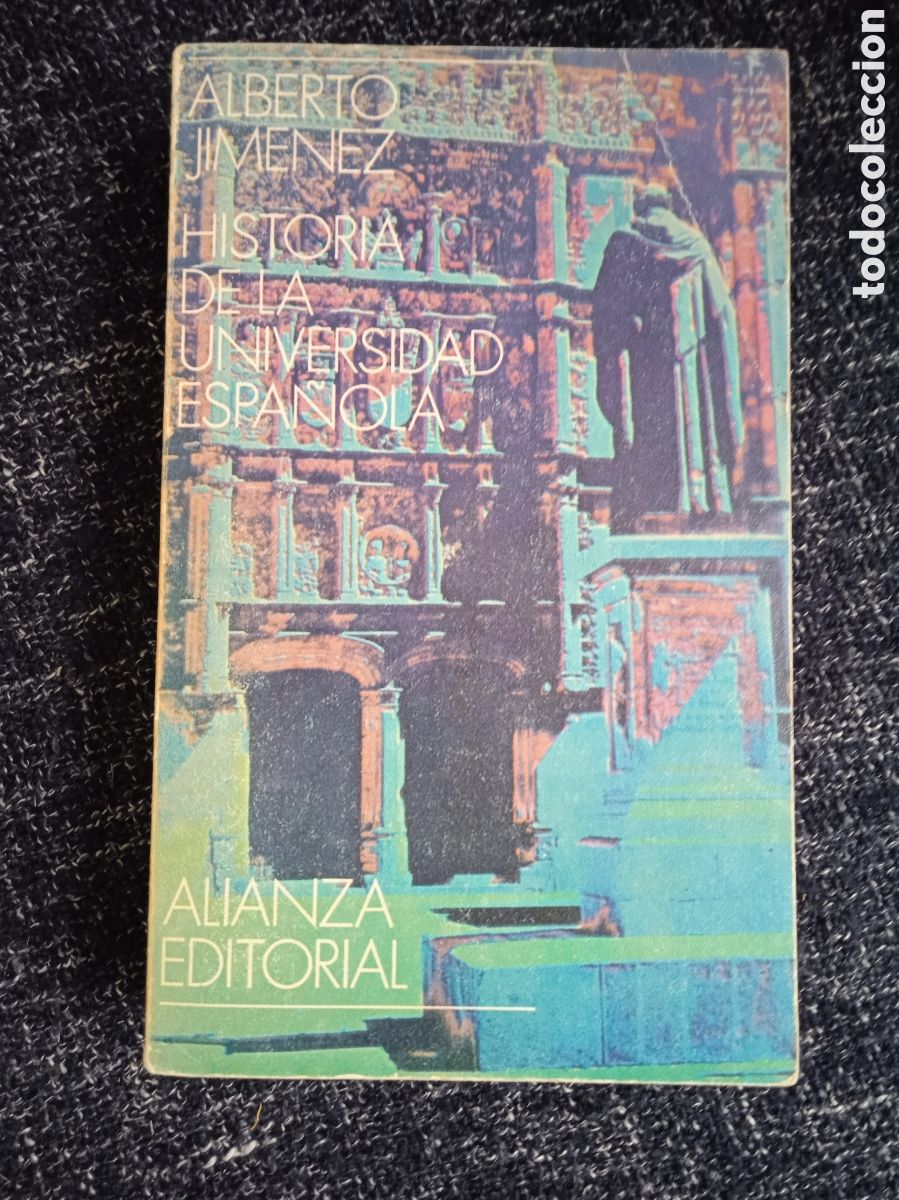 ALBERTO
JIMENEZ
HISTORIA
DE LA
UNIVERSIDAD
ESPAÑOLA
ALIANZA
EDITORIAL
todocoleccion